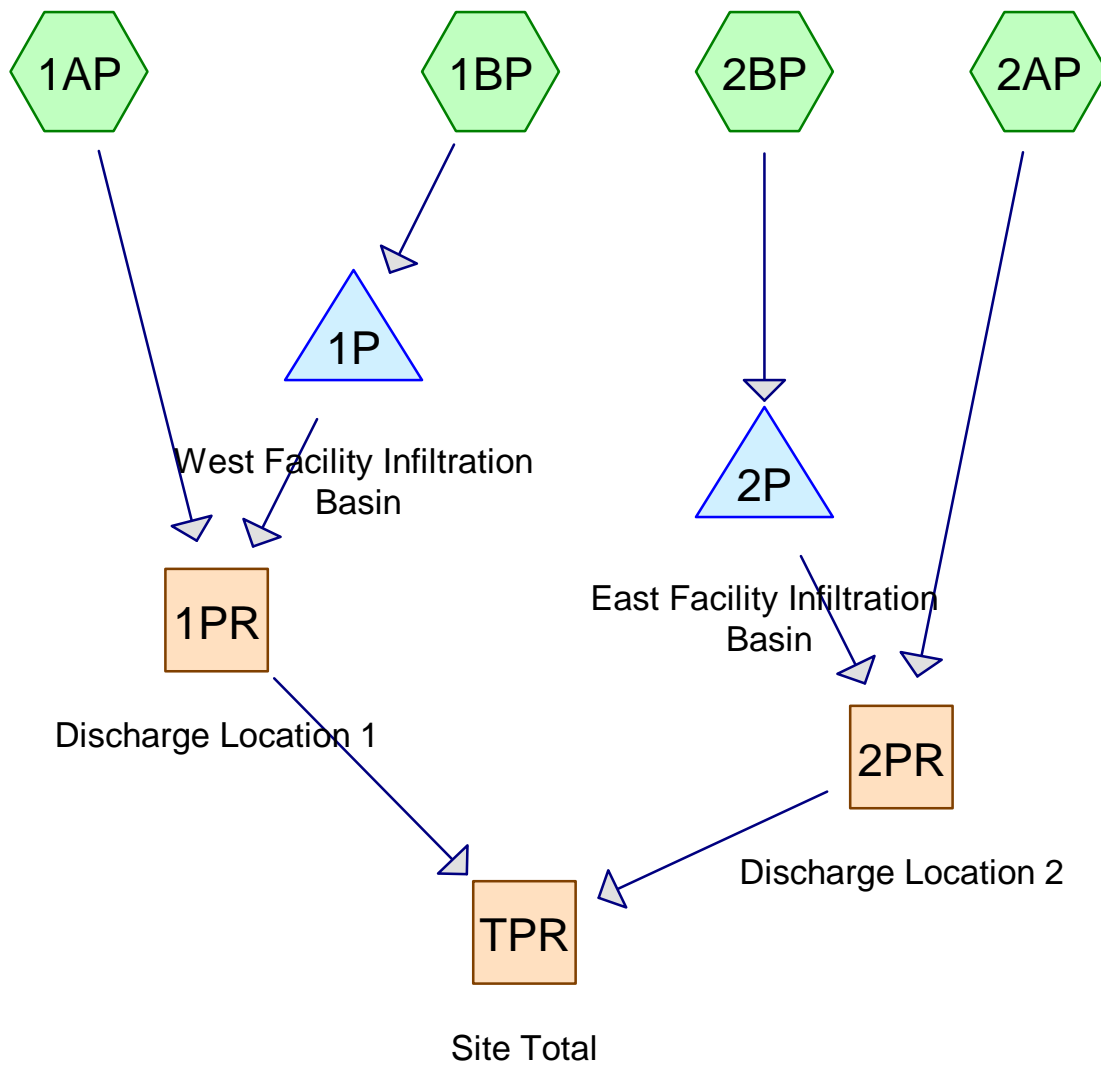 1AP
1BP
2BP
2AP
1P
West Facility Infiltration
Basin
2P
East Facility Infiltration
Basin
1PR
Discharge Location 1
2PR
Discharge Location 2
TPR
Site Total